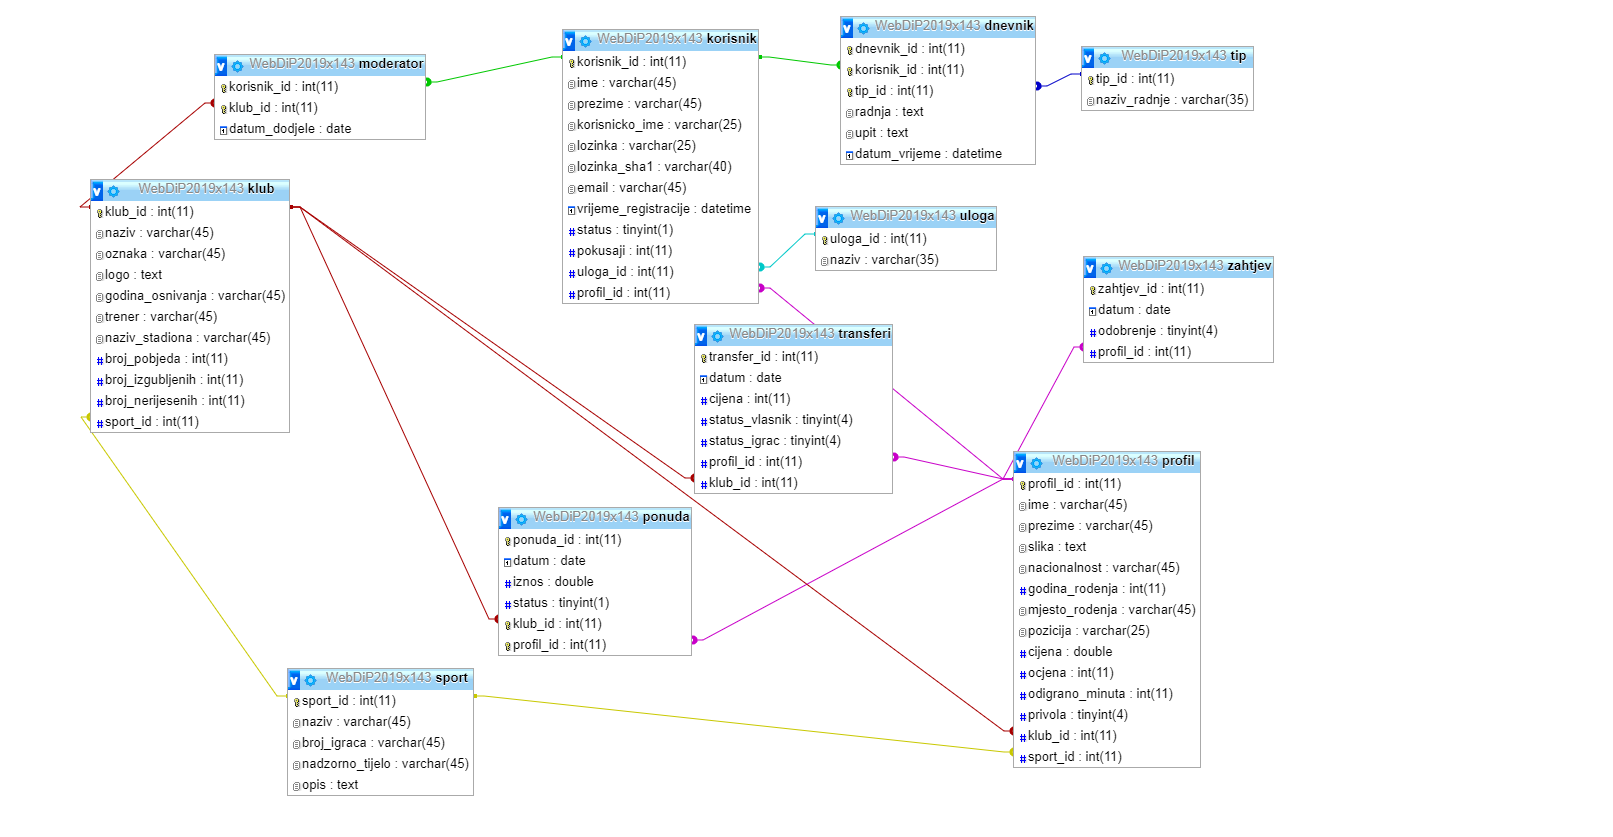 WebDiP2019x143 moderator
korisnik_id : int(11)
klub_id : int(11)
datum_dodjele : date
WebDiP2019x143 korisnik
korisnik_id : int(11)
ime : varchar(45)
prezime : varchar(45)
korisnicko_ime : varchar(25)
lozinka : varchar(25)
lozinka_sha1 : varchar(40)
email : varchar(45)
vrijeme_registracije : datetime
status : tinyint(1)
pokusaji : int(11)
uloga_id : int(11)
profil_id : int(11)
WebDiP2019x143 dnevnik
dnevnik_id : int(11)
korisnik_id : int(11)
tip_id : int(11)
radnja : text
upit : text
datum_vrijeme : datetime
WebDiP2019x143 tip
tip_id : int(11)
naziv_radnje : varchar(35)
WebDiP2019x143 klub
klub_id : int(11)
naziv : varchar(45)
oznaka : varchar(45)
logo : text
godina_osnivanja : varchar(45)
trener : varchar(45)
naziv_stadiona : varchar(45)
broj_pobjeda : int(11)
broj_izgubljenih : int(11)
broj_nerijesenih : int(11)
sport_id : int(11)
WebDiP2019x143 uloga
uloga_id : int(11)
naziv : varchar(35)
WebDiP2019x143 zahtjev
zahtjev_id : int(11)
datum : date
odobrenje : tinyint(4)
profil_id : int(11)
WebDiP2019x143 transferi
transfer_id : int(11)
datum : date
cijena : int(11)
status_vlasnik : tinyint(4)
status_igrac : tinyint(4)
profil_id : int(11)
klub_id : int(11)
WebDiP2019x143 profil
profil_id : int(11)
ime : varchar(45)
prezime : varchar(45)
slika : text
nacionalnost : varchar(45)
godina_rodenja : int(11)
mjesto_rodenja : varchar(45)
pozicija : varchar(25)
cijena : double
ocjena : int(11)
odigrano_minuta : int(11)
privola : tinyint(4)
klub_id : int(11)
sport_id : int(11)
WebDiP2019x143 ponuda
ponuda_id : int(11)
datum : date
iznos : double
status : tinyint(1)
klub_id : int(11)
profil_id : int(11)
WebDiP2019x143 sport
sport_id : int(11)
naziv : varchar(45)
broj_igraca : varchar(45)
nadzorno_tijelo : varchar(45)
opis : text